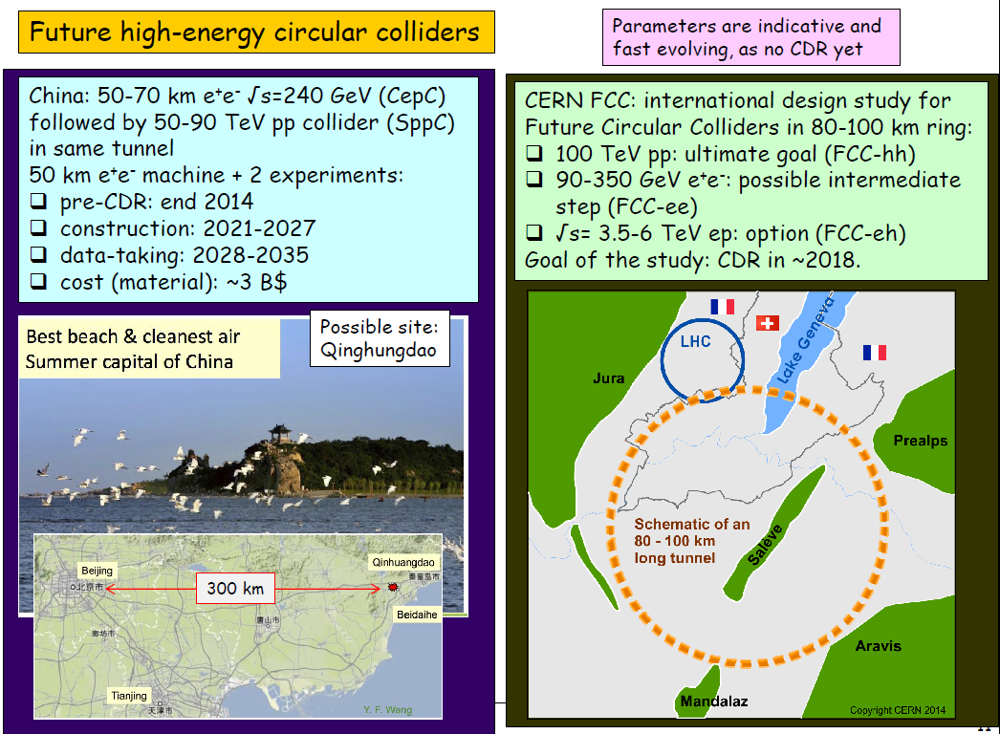 Future high-energy circular colliders
Parameters are indicative and
fast evolving, as no CDR yet
China: 50-70 km e⁺e⁻ √s=240 GeV (CepC)
followed by 50-90 TeV pp collider (SppC)
in same tunnel
50 km e⁺e⁻ machine + 2 experiments:
❑ pre-CDR: end 2014
❑ construction: 2021-2027
❑ data-taking: 2028-2035
❑ cost (material): ~3 B$
Best beach & cleanest air
Summer capital of China
Possible site:
Qinghungdao
Beijing
北京市
300 km
Qinhuangdao
秦皇岛市
Beidaihe
廊坊市
唐山市
Tianjing
天津市
Y. F. Wang
CERN FCC: international design study for
Future Circular Colliders in 80-100 km ring:
❑ 100 TeV pp: ultimate goal (FCC-hh)
❑ 90-350 GeV e⁺e⁻: possible intermediate
step (FCC-ee)
❑ √s= 3.5-6 TeV ep: option (FCC-eh)
Goal of the study: CDR in ~2018.
LHC
Lake Geneva
Jura
Prealps
Schematic of an
80 - 100 km
long tunnel
Salève
Aravis
Mandalaz
Copyright CERN 2014